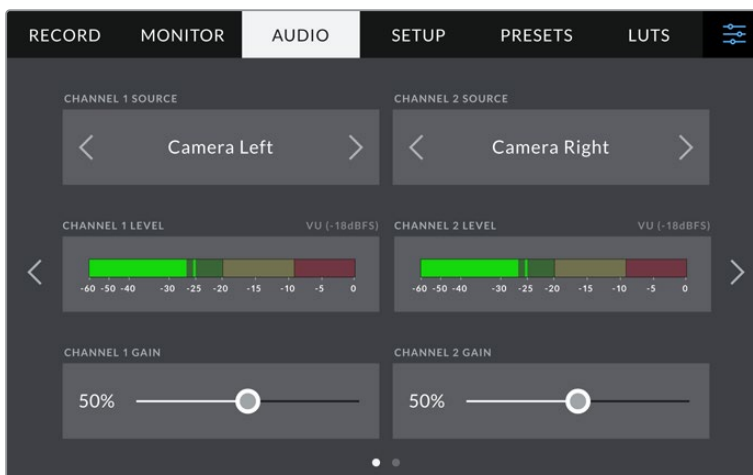 RECORD MONITOR AUDIO SETUP PRESETS LUTS
CHANNEL 1 SOURCE CHANNEL 2 SOURCE
Camera Left Camera Right
CHANNEL 1 LEVEL VU (-18dBFS) CHANNEL 2 LEVEL VU (-18dBFS)
-60 -50 -40 -30 -25 -20 -15 -10 -5 0 -60 -50 -40 -30 -25 -20 -15 -10 -5 0
CHANNEL 1 GAIN CHANNEL 2 GAIN
50% 50%